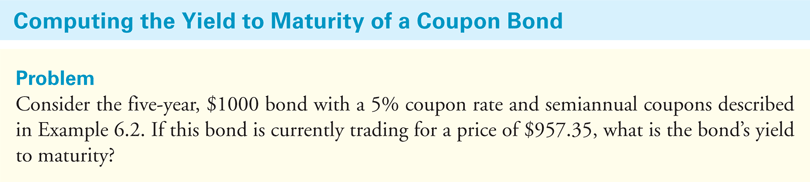 Computing the Yield to Maturity of a Coupon Bond
Problem
Consider the five-year, $1000 bond with a 5% coupon rate and semiannual coupons described
in Example 6.2. If this bond is currently trading for a price of $957.35, what is the bond’s yield
to maturity?